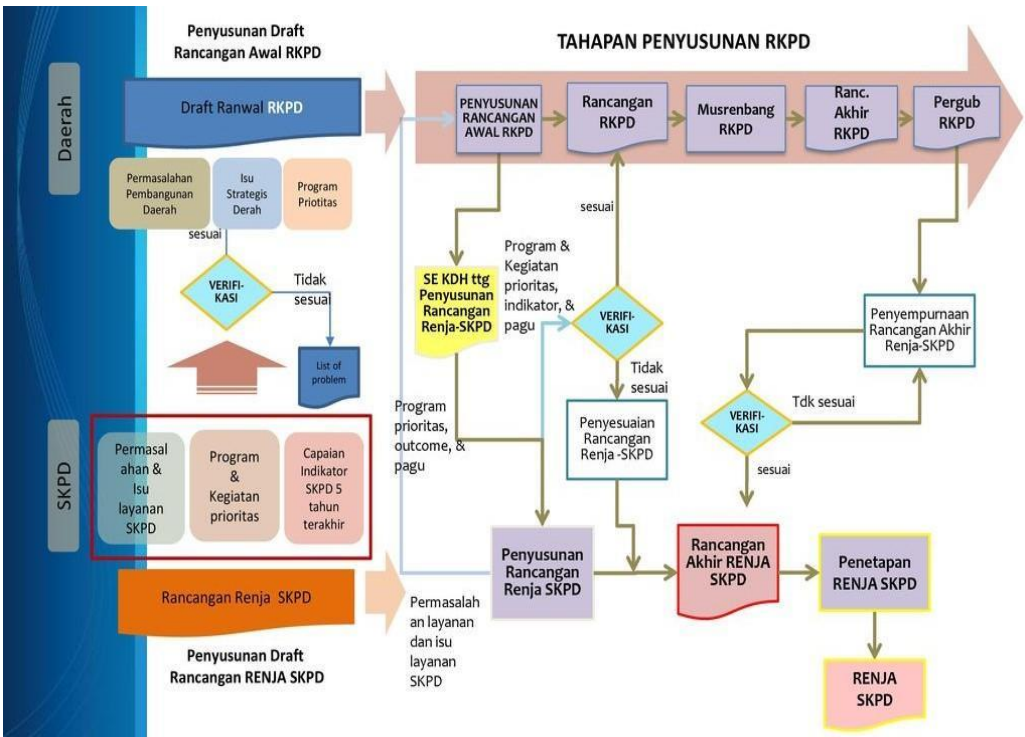 Penyusunan Draft
Rancangan Awal RKPD
TAHAPAN PENYUSUNAN RKPD
Daerah
Draft Ranwal RKPD
PENYUSUNAN
RANCANGAN
AWAL RKPD
Rancangan
RKPD
Musrenbang
RKPD
Ranc.
Akhir
RKPD
Pergub
RKPD
Permasalahan
Pembangunan
Daerah
Isu
Strategis
Derah
Program
Priotitas
sesuai
VERIFI-
KASI
Tidak
sesuai
List of
problem
SE KDH ttg
Penyusunan
Rancangan
Renja-SKPD
Program &
Kegiatan
prioritas,
indikator, &
pagu
sesuai
VERIFI-
KASI
Tidak
sesuai
Penyesuaian
Rancangan
Renja -SKPD
Penyempurnaan
Rancangan Akhir
Renja-SKPD
VERIFI-
KASI
Tdk sesuai
sesuai
Program
prioritas,
outcome, &
pagu
SKPD
Permasal
ahan &
Isu
layanan
SKPD
Program
&
Kegiatan
prioritas
Capaian
Indikator
SKPD 5
tahun
terakhir
Penyusunan
Rancangan
Renja SKPD
Rancangan
Akhir RENJA
SKPD
Penetapan
RENJA SKPD
Rancangan Renja SKPD
Permasalah
an layanan
dan isu
layanan
SKPD
Penyusunan Draft
Rancangan RENJA SKPD
RENJA
SKPD